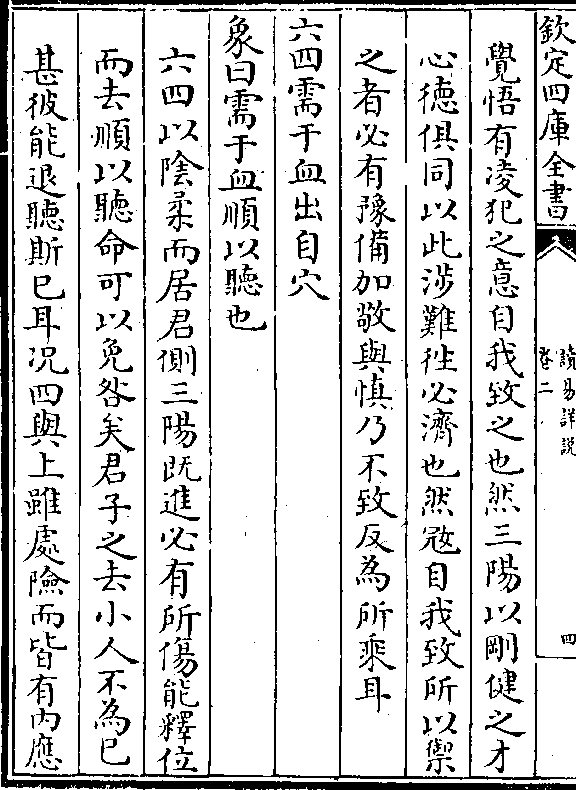 欽定四庫全書
讀易詳說
卷二
四
覺悟有凌犯之意自我致之也然三陽以剛健之才
心德俱同以此涉難徃必濟也然宼自我致所以禦
之者必有豫備加敬與慎乃不致反為所乘耳
六四需于血出自穴
象曰需于血順以聽也
六四以陰柔而居君側三陽既進必有所傷能釋位
而去順以聽命可以免咎矣君子之去小人不為已
甚彼能退聽斯已耳况四與上雖處險而皆有内應